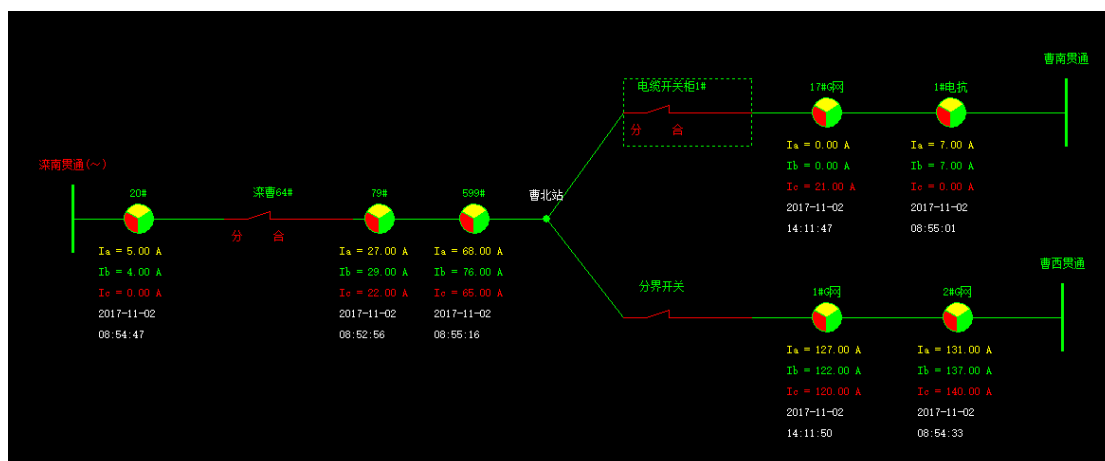 滦南贯通(～)
20#
Ia = 5.00 A
Ib = 4.00 A
Ic = 0.00 A
2017-11-02
08:54:47
滦曹64#
分 合
79#
Ia = 27.00 A
Ib = 29.00 A
Ic = 22.00 A
2017-11-02
08:52:56
599#
Ia = 68.00 A
Ib = 76.00 A
Ic = 65.00 A
2017-11-02
08:55:16
曹北站
电缆开关柜1#
分 合
17#G网
Ia = 0.00 A
Ib = 0.00 A
Ic = 21.00 A
2017-11-02
14:11:47
1#电抗
Ia = 7.00 A
Ib = 7.00 A
Ic = 0.00 A
2017-11-02
08:55:01
曹南贯通
分界开关
1#G网
Ia = 127.00 A
Ib = 122.00 A
Ic = 120.00 A
2017-11-02
14:11:50
2#G网
Ia = 131.00 A
Ib = 137.00 A
Ic = 140.00 A
2017-11-02
08:54:33
曹西贯通